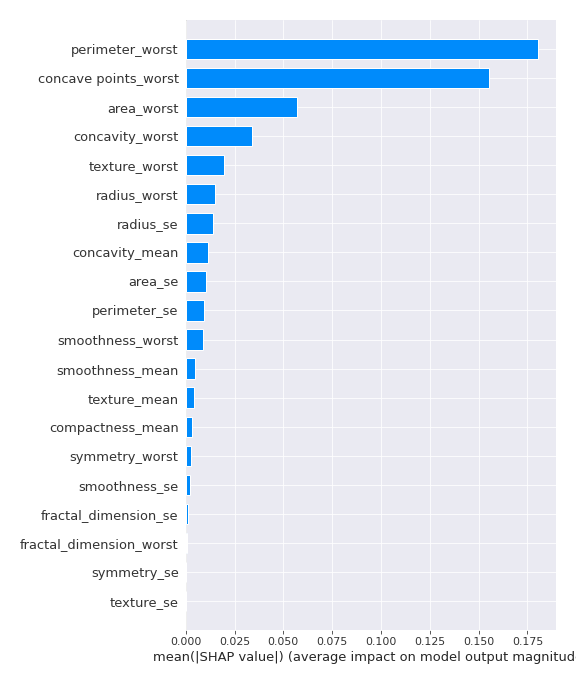 perimeter_worst
concave points_worst
area_worst
concavity_worst
texture_worst
radius_worst
radius_se
concavity_mean
area_se
perimeter_se
smoothness_worst
smoothness_mean
texture_mean
compactness_mean
symmetry_worst
smoothness_se
fractal_dimension_se
fractal_dimension_worst
symmetry_se
texture_se
0.000 0.025 0.050 0.075 0.100 0.125 0.150 0.175
mean(|SHAP value|) (average impact on model output magnitud